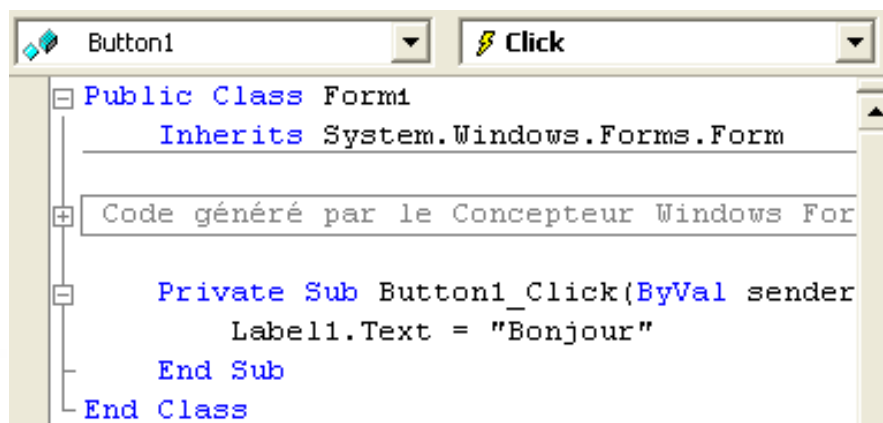 Button1 Click
Public Class Form1
Inherits System.Windows.Forms.Form
Code généré par le Concepteur Windows For
Private Sub Button1_Click(ByVal sender
Label1.Text = "Bonjour"
End Sub
End Class